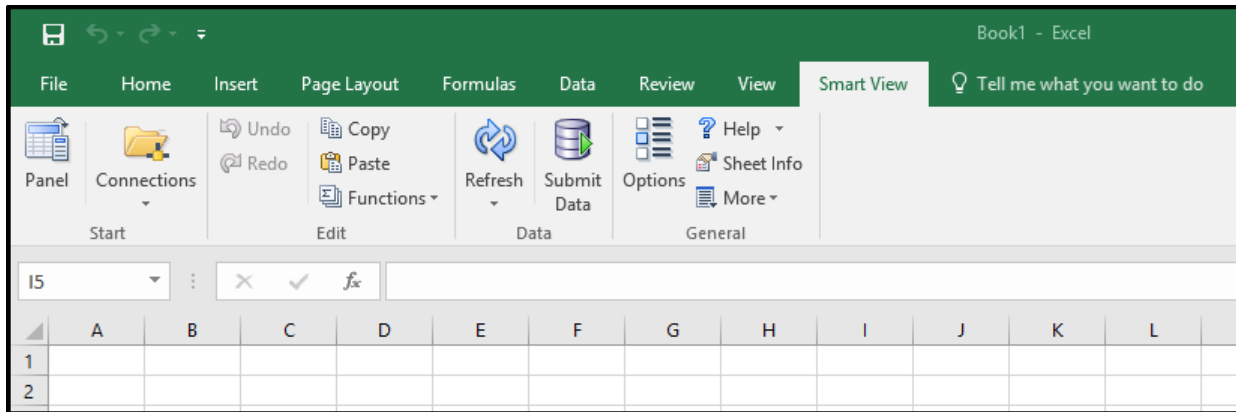 Book1 - Excel
File Home Insert Page Layout Formulas Data Review View Smart View Tell me what you want to do
Undo Copy Help
Redo Paste Sheet Info
Panel Connections Functions Refresh Submit Data Options More
Start Edit Data General
I5 fx
A B C D E F G H I J K L
1
2